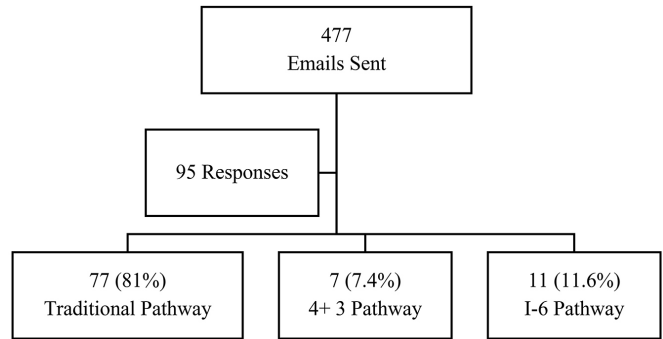 477
Emails Sent
95 Responses
77 (81%)
Traditional Pathway
7 (7.4%)
4+ 3 Pathway
11 (11.6%)
I-6 Pathway